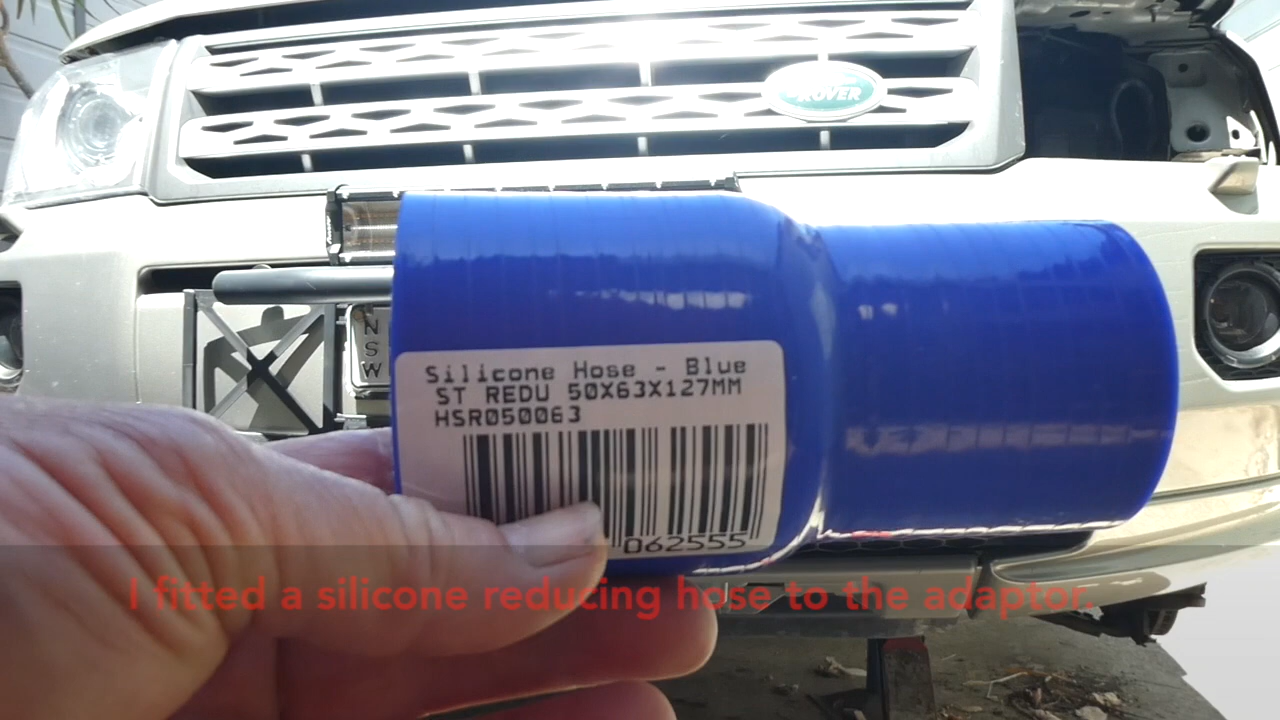 ROVER
N
S
W
Silicone Hose - Blue
ST REDU 50X63X127MM
HSR050063
062555
I fitted a silicone reducing hose to the adaptor.